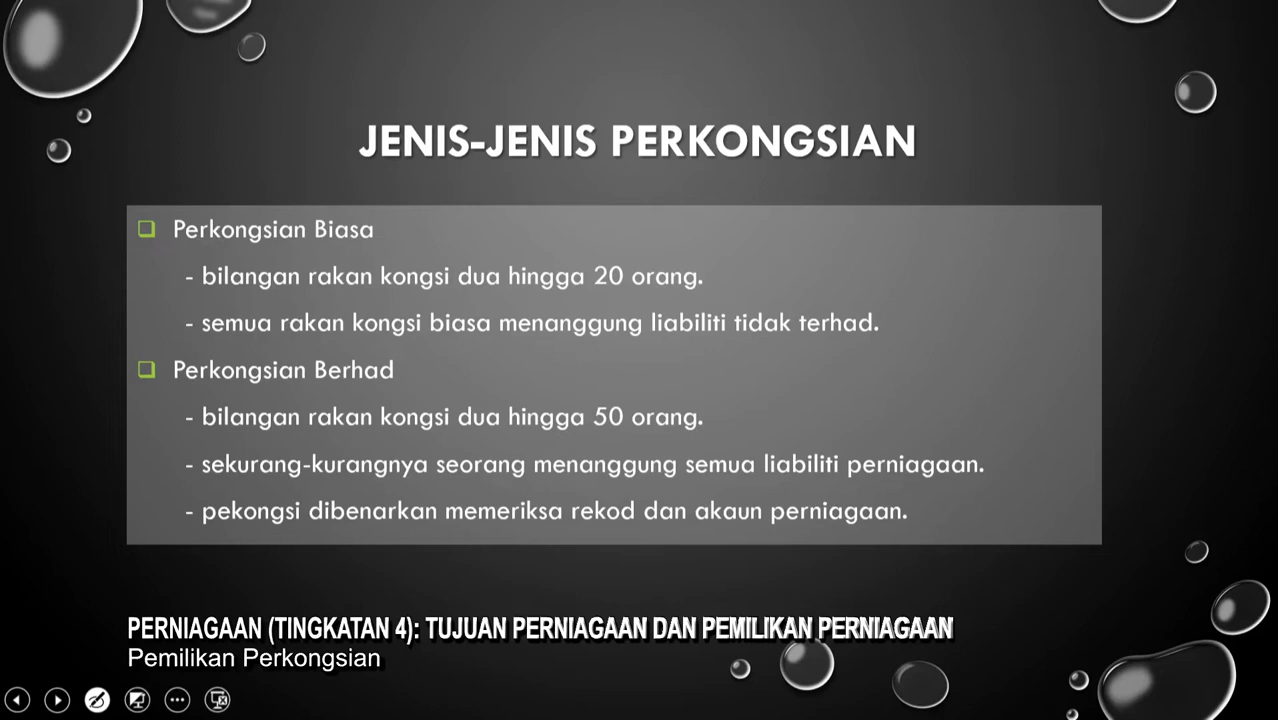 JENIS-JENIS PERKONGSIAN
Perkongsian Biasa
- bilangan rakan kongsi dua hingga 20 orang.
- semua rakan kongsi biasa menanggung liabiliti tidak terhad.
Perkongsian Berhad
- bilangan rakan kongsi dua hingga 50 orang.
- sekurang-kurangnya seorang menanggung semua liabiliti perniagaan.
- pekongsi dibenarkan memeriksa rekod dan akaun perniagaan.
PERNIAGAAN (TINGKATAN 4): TUJUAN PERNIAGAAN DAN PEMILIKAN PERNIAGAAN
Pemilikan Perkongsian